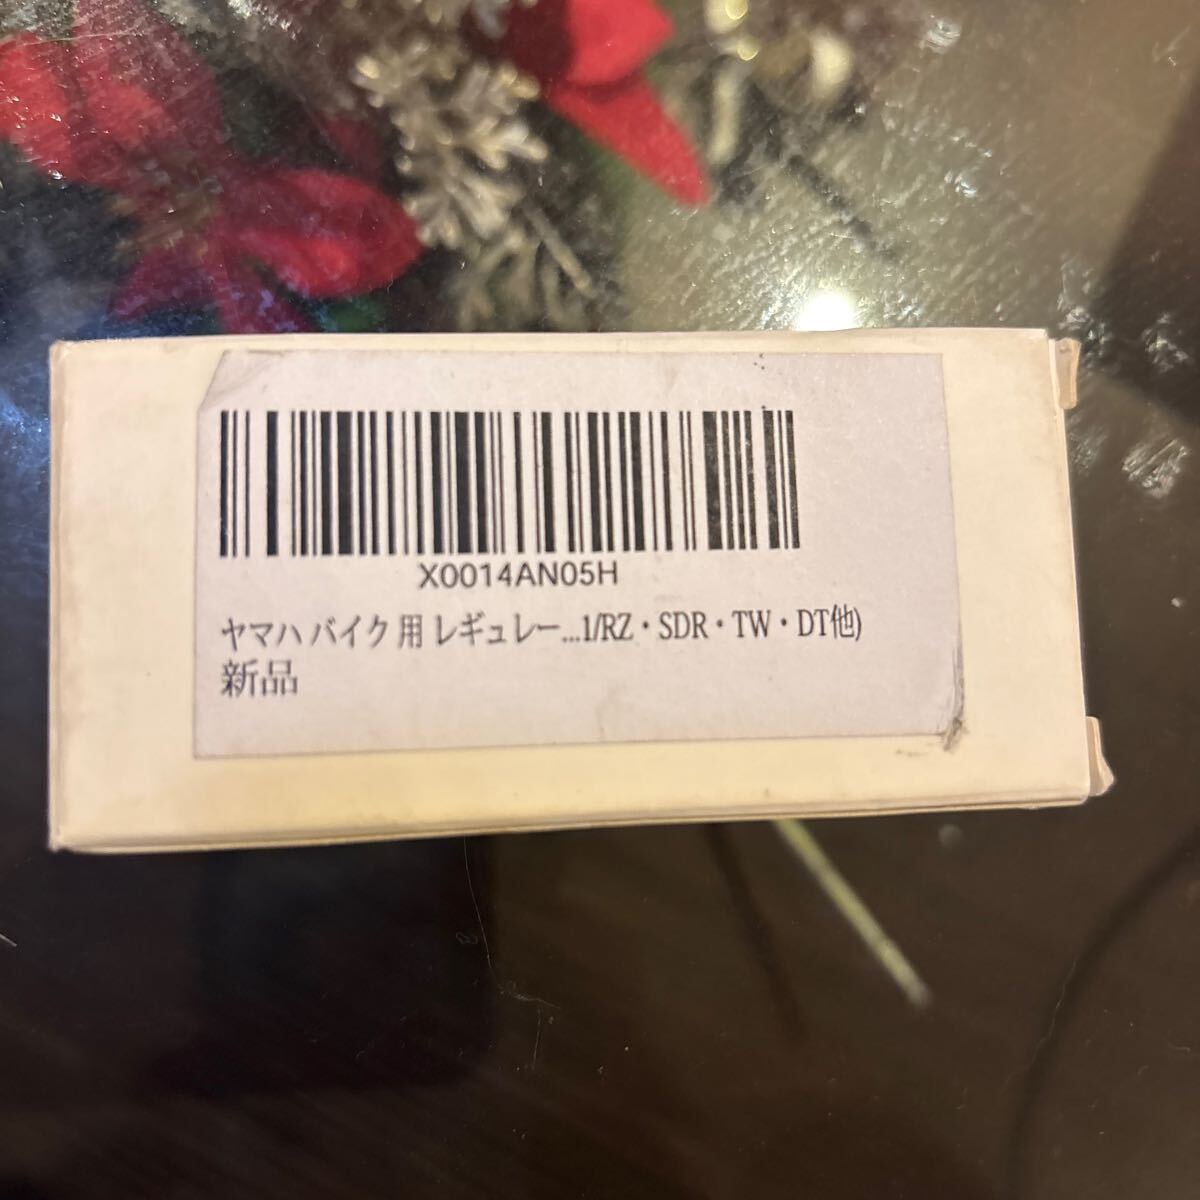 X0014AN05H
ヤマハ バイク 用 レギュレー...1/RZ・SDR・TW・DT他)
新品